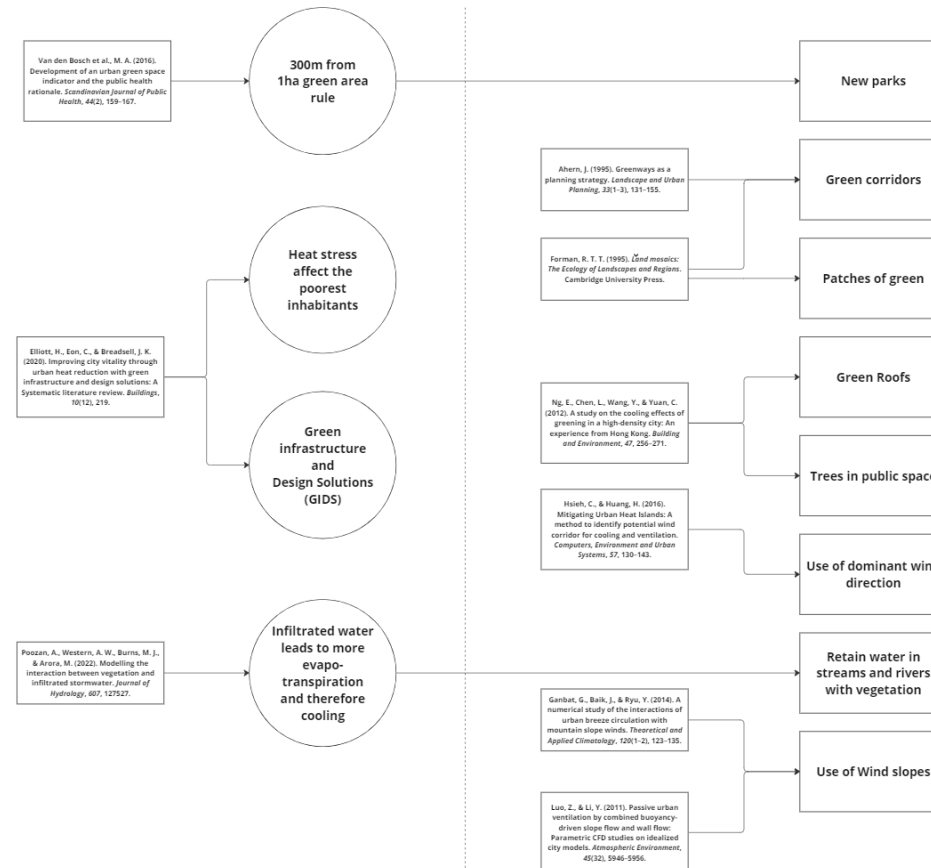 Van den Bosch et al., M. A. (2016).
Development of an urban green space
indicator and the public health
rationale. Scandinavian Journal of Public
Health, 44(2), 159–167.
300m from
1ha green area
rule
New parks
Ahern, J. (1995). Greenways as a
planning strategy. Landscape and Urban
Planning, 33(1–3), 131–155.
Green corridors
Forman, R. T. T. (1995). Land mosaics:
The Ecology of Landscapes and Regions.
Cambridge University Press.
Patches of green
Heat stress
affect the
poorest
inhabitants
Elliott, H., Eon, C., & Breadsell, J. K.
(2020). Improving city vitality through
urban heat reduction with green
infrastructure and design solutions: A
Systematic literature review. Buildings,
10(12), 219.
Green
infrastructure
and
Design Solutions
(GIDS)
Green Roofs
Ng, E., Chen, L., Wang, Y., & Yuan, C.
(2012). A study on the cooling effects of
greening in a high-density city: An
experience from Hong Kong. Building
and Environment, 47, 256–271.
Trees in public space
Hsieh, C., & Huang, H. (2016).
Mitigating Urban Heat Islands: A
method to identify potential wind
corridor for cooling and ventilation.
Computers, Environment and Urban
Systems, 57, 130–143.
Use of dominant win
direction
Poozan, A., Western, A. W., Burns, M. J.,
& Arora, M. (2022). Modelling the
interaction between vegetation and
infiltrated stormwater. Journal of
Hydrology, 607, 127527.
Infiltrated water
leads to more
evapo-
transpiration
and therefore
cooling
Retain water in
streams and rivers
with vegetation
Ganbat, G., Baik, J., & Ryu, Y. (2014). A
numerical study of the interactions of
urban breeze circulation with
mountain slope winds. Theoretical and
Applied Climatology, 120(1–2), 123–135.
Use of Wind slopes
Luo, Z., & Li, Y. (2011). Passive urban
ventilation by combined buoyancy-
driven slope flow and wall flow:
Parametric CFD studies on idealized
city models. Atmospheric Environment,
45(32), 5946–5956.